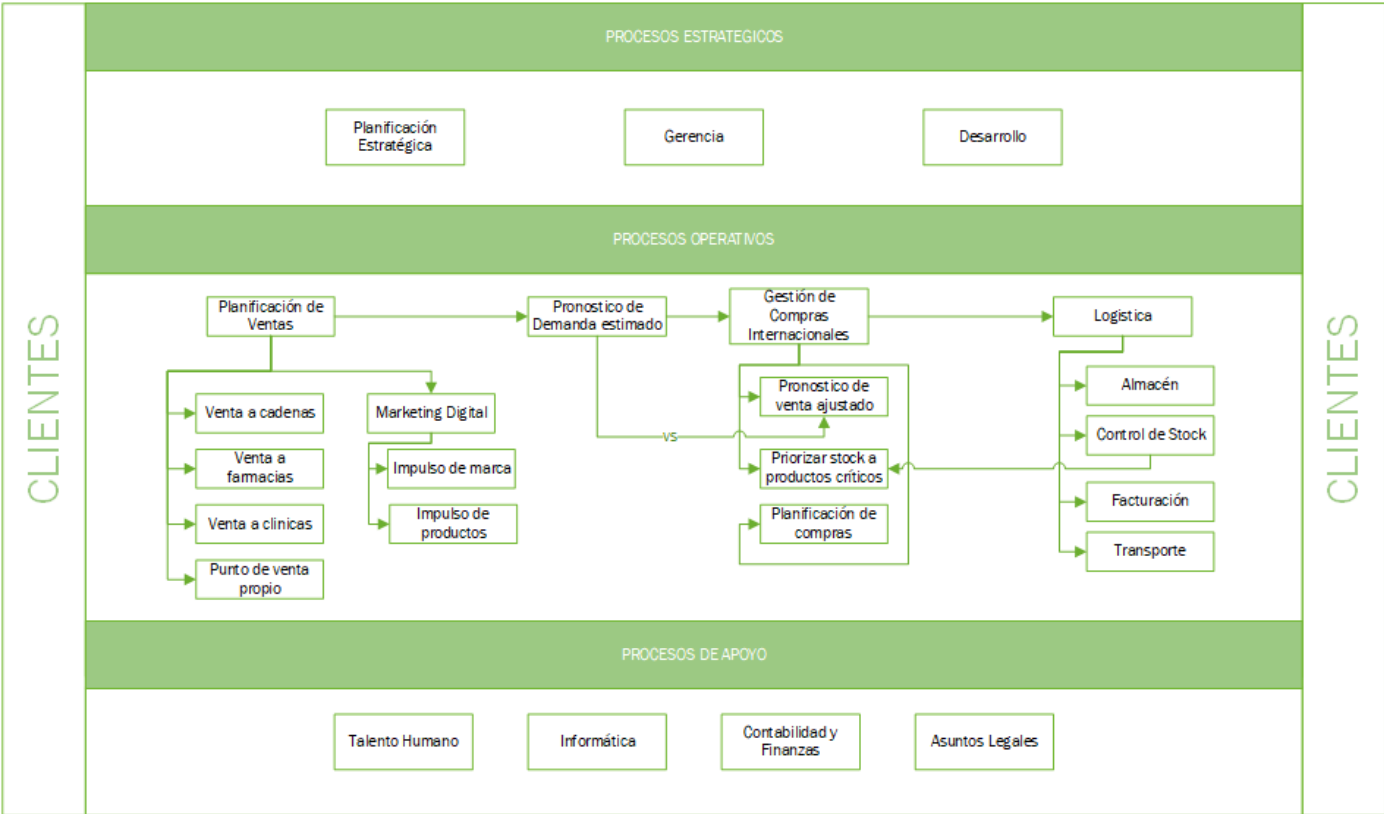 PROCESOS ESTRATEGICOS
Planificación
Estratégica
Gerencia
Desarrollo
PROCESOS OPERATIVOS
CLIENTES
CLIENTES
Planificación de
Ventas
Pronostico de
Demanda estimado
Gestión de
Compras
Internacionales
Logistica
Venta a cadenas
Venta a
farmacias
Venta a clinicas
Punto de venta
propio
Marketing Digital
Impulso de marca
Impulso de
productos
VS
Pronostico de
venta ajustado
Priorizar stock a
productos críticos
Planificación de
compras
Almacén
Control de Stock
Facturación
Transporte
PROCESOS DE APOYO
Talento Humano
Informática
Contabilidad y
Finanzas
Asuntos Legales